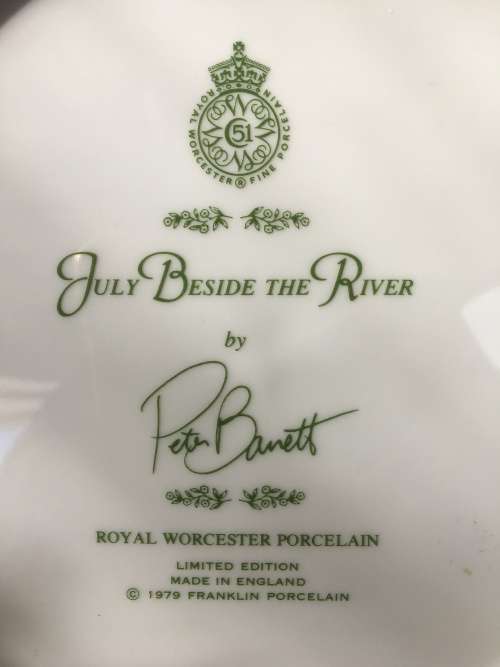 ROYAL WORCESTER ® FINE PORCELAIN
C 51
JULY BESIDE THE RIVER
by
Peter Barrett
ROYAL WORCESTER PORCELAIN
LIMITED EDITION
MADE IN ENGLAND
© 1979 FRANKLIN PORCELAIN